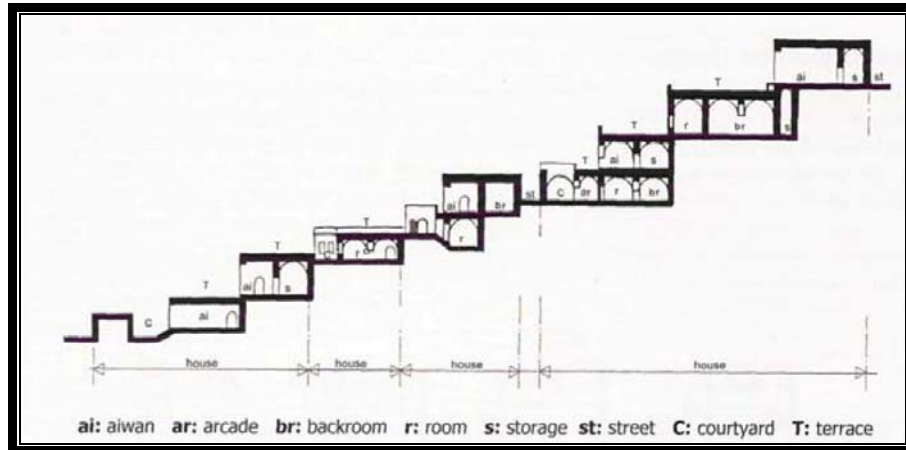 ai s st
T
T r br s
ai s
T
C ar r br
st
ai br
T
r
T
r
T ai s
C ai
house house house house
ai: aiwan ar: arcade br: backroom r: room s: storage st: street C: courtyard T: terrace